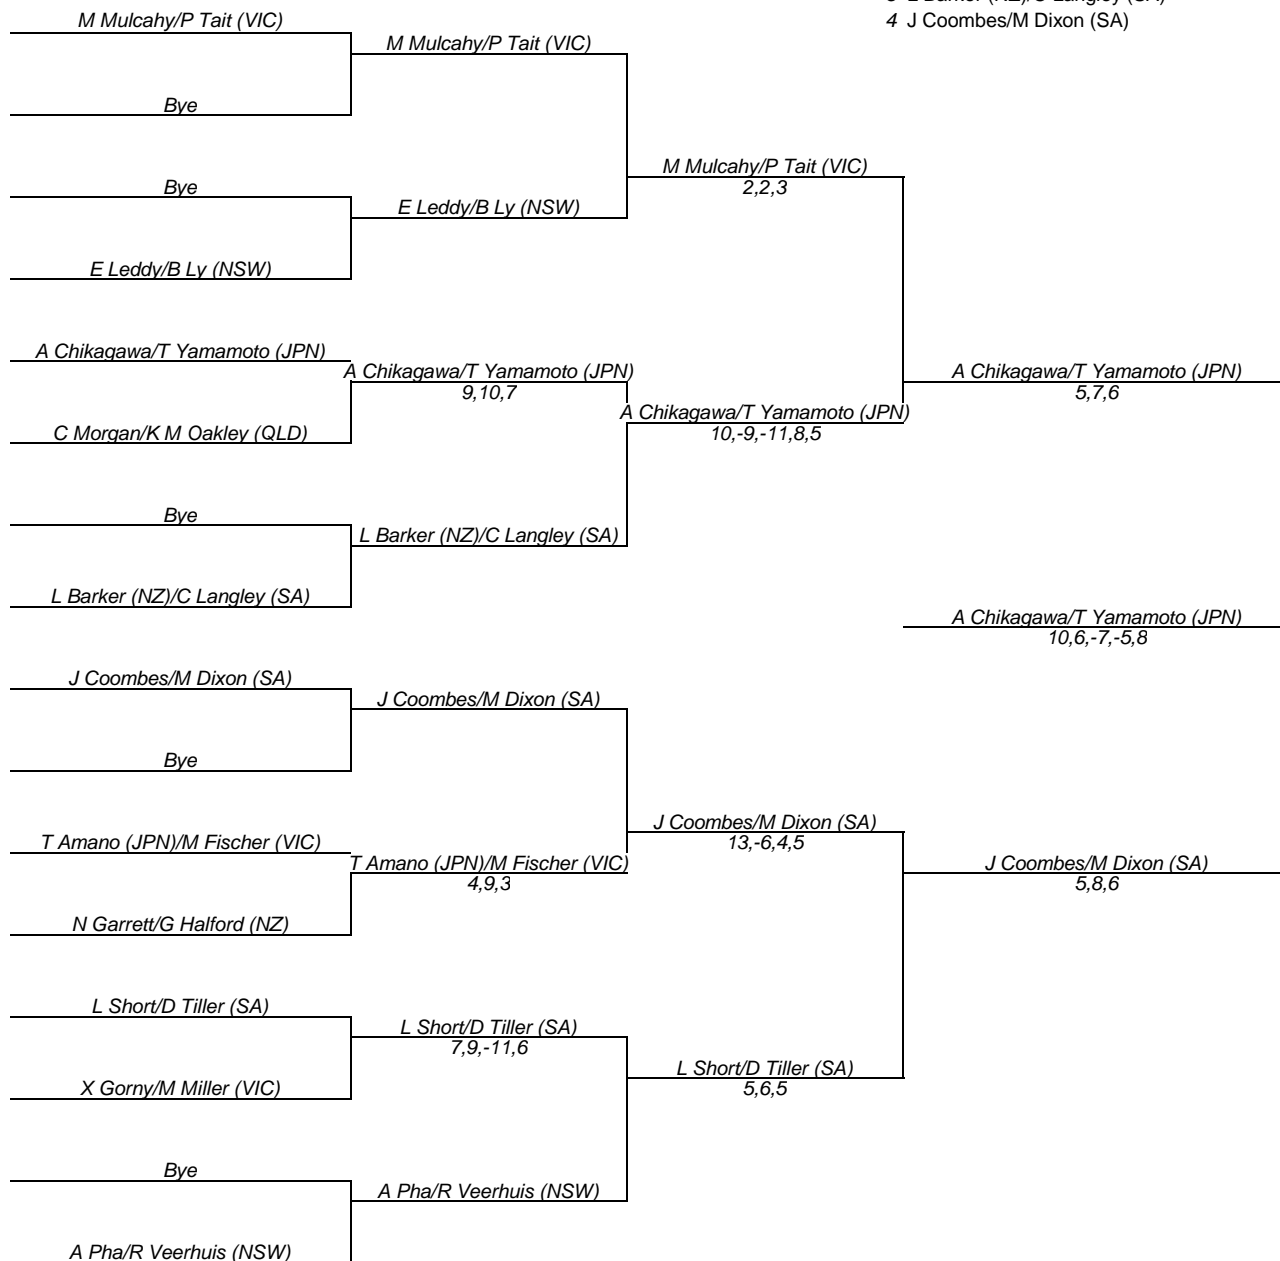 3 L Barker (NZ)/C Langley (SA)
4 J Coombes/M Dixon (SA)
M Mulcahy/P Tait (VIC)
M Mulcahy/P Tait (VIC)
Bye
M Mulcahy/P Tait (VIC)
2,2,3
Bye
E Leddy/B Ly (NSW)
E Leddy/B Ly (NSW)
A Chikagawa/T Yamamoto (JPN)
A Chikagawa/T Yamamoto (JPN)
9,10,7
A Chikagawa/T Yamamoto (JPN)
5,7,6
A Chikagawa/T Yamamoto (JPN)
10,-9,-11,8,5
C Morgan/K M Oakley (QLD)
Bye
L Barker (NZ)/C Langley (SA)
L Barker (NZ)/C Langley (SA)
A Chikagawa/T Yamamoto (JPN)
10,6,-7,-5,8
J Coombes/M Dixon (SA)
J Coombes/M Dixon (SA)
Bye
J Coombes/M Dixon (SA)
13,-6,4,5
T Amano (JPN)/M Fischer (VIC)
T Amano (JPN)/M Fischer (VIC)
4,9,3
J Coombes/M Dixon (SA)
5,8,6
N Garrett/G Halford (NZ)
L Short/D Tiller (SA)
L Short/D Tiller (SA)
7,9,-11,6
L Short/D Tiller (SA)
5,6,5
X Gorny/M Miller (VIC)
Bye
A Pha/R Veerhuis (NSW)
A Pha/R Veerhuis (NSW)